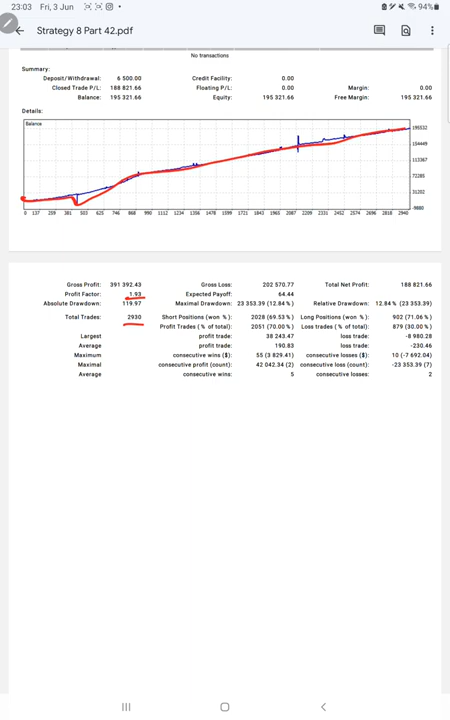 23:03 Fri, 3 Jun 94%
Strategy 8 Part 42.pdf
No transactions
Summary:
Deposit/Withdrawal: 6 500.00 Credit Facility: 0.00
Closed Trade P/L: 188 821.66 Floating P/L: 0.00 Margin: 0.00
Balance: 195 321.66 Equity: 195 321.66 Free Margin: 195 321.66
Details:
Balance
195532
154449
113367
72285
31202
-9880
0 137 259 381 503 625 746 868 990 1112 1234 1356 1478 1599 1721 1843 1965 2087 2209 2331 2452 2574 2696 2818 2940
Gross Profit: 391 392.43 Gross Loss: 202 570.77 Total Net Profit: 188 821.66
Profit Factor: 1.93 Expected Payoff: 64.44
Absolute Drawdown: 119.97 Maximal Drawdown: 23 353.39 (12.84 %) Relative Drawdown: 12.84 % (23 353.39)
Total Trades: 2930 Short Positions (won %): 2028 (69.53 %) Long Positions (won %): 902 (71.06 %)
Profit Trades (% of total): 2051 (70.00 %) Loss trades (% of total): 879 (30.00 %)
Largest profit trade: 38 243.47 loss trade: -8 980.28
Average profit trade: 190.83 loss trade: -230.46
Maximum consecutive wins ($): 55 (3 829.41) consecutive losses ($): 10 (-7 692.04)
Maximal consecutive profit (count): 42 042.34 (2) consecutive loss (count): -23 353.39 (7)
Average consecutive wins: 5 consecutive losses: 2